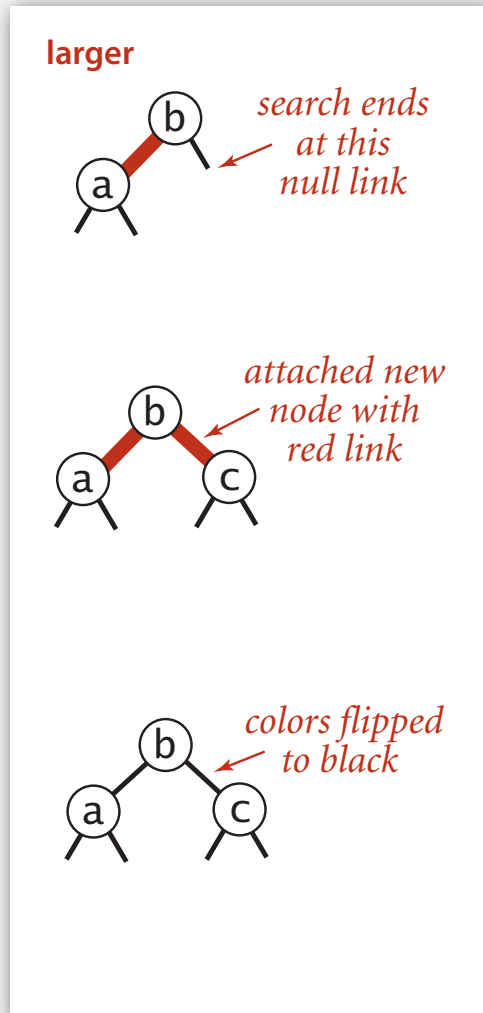 larger
b
search ends
at this
null link
a
attached new
node with
red link
b
a
c
colors flipped
to black
b
a
c